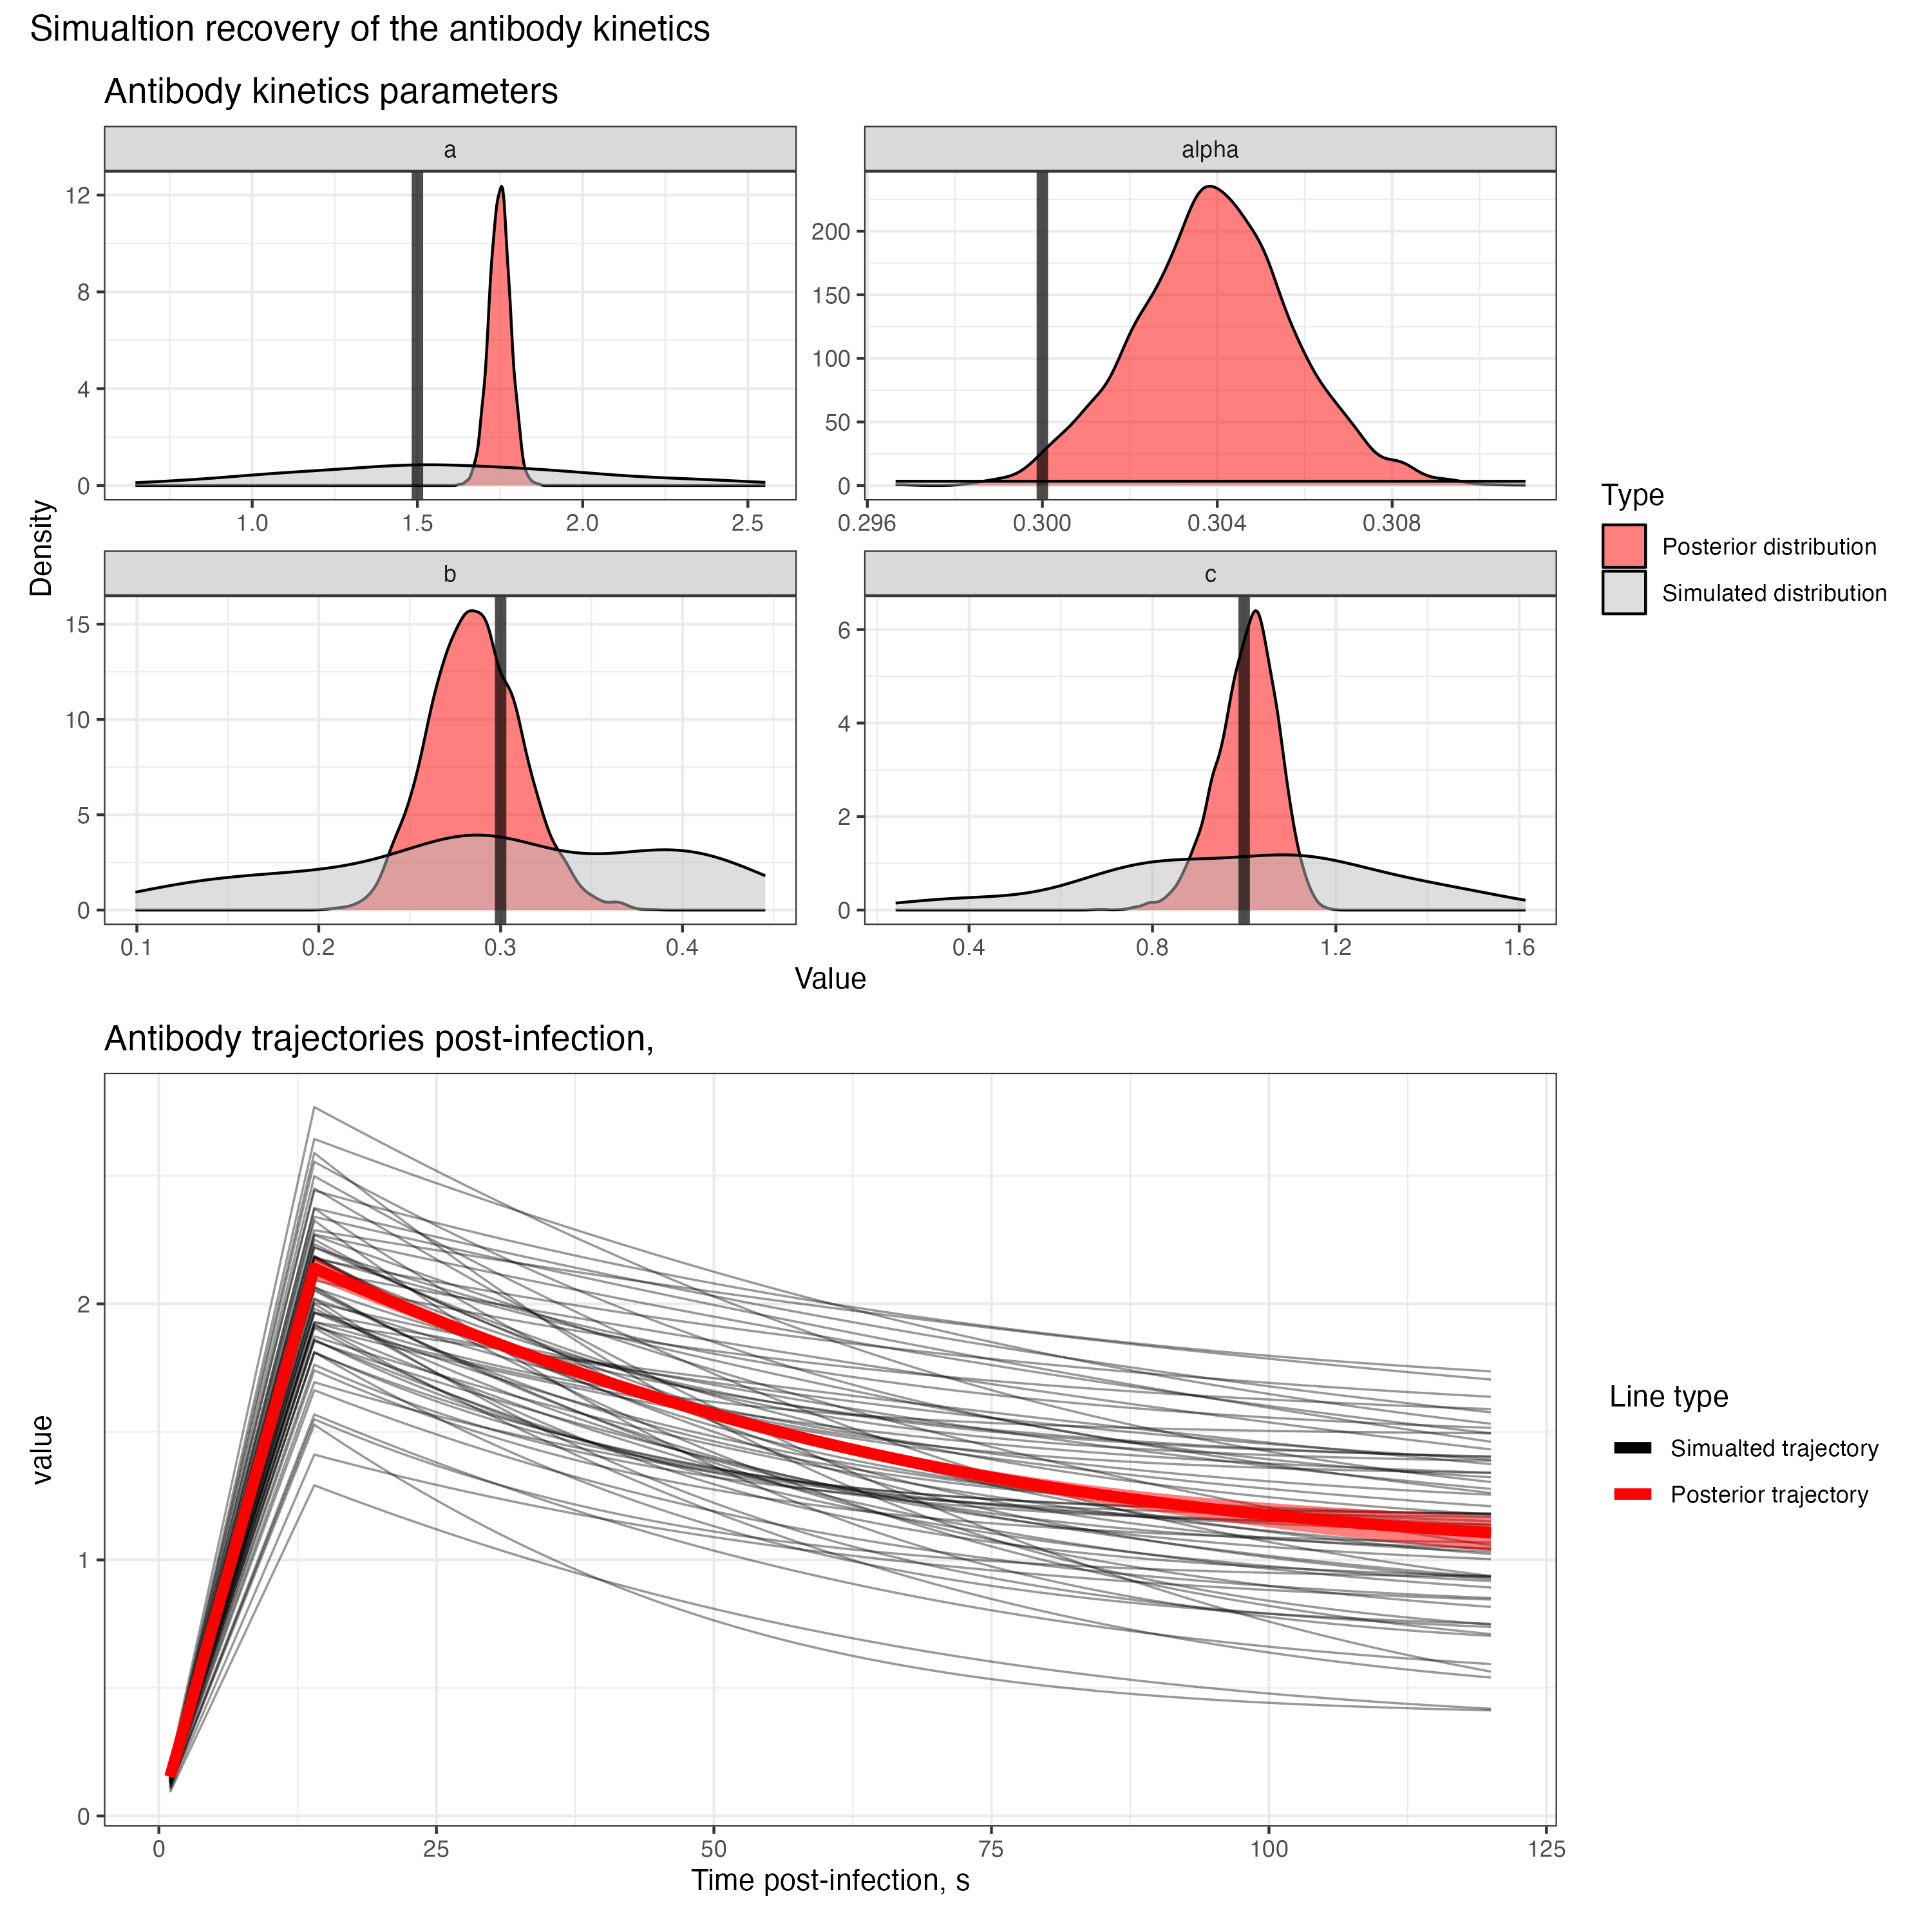 Simualtion recovery of the antibody kinetics
Antibody kinetics parameters
a
alpha
12
8
4
0
1.0 1.5 2.0 2.5
200
150
100
50
0
0.296 0.300 0.304 0.308
b
c
15
10
5
0
0.1 0.2 0.3 0.4
6
4
2
0
0.4 0.8 1.2 1.6
Density
Value
Type
Posterior distribution
Simulated distribution
Antibody trajectories post-infection,
value
2
1
0
0 25 50 75 100 125
Time post-infection, s
Line type
Simualted trajectory
Posterior trajectory